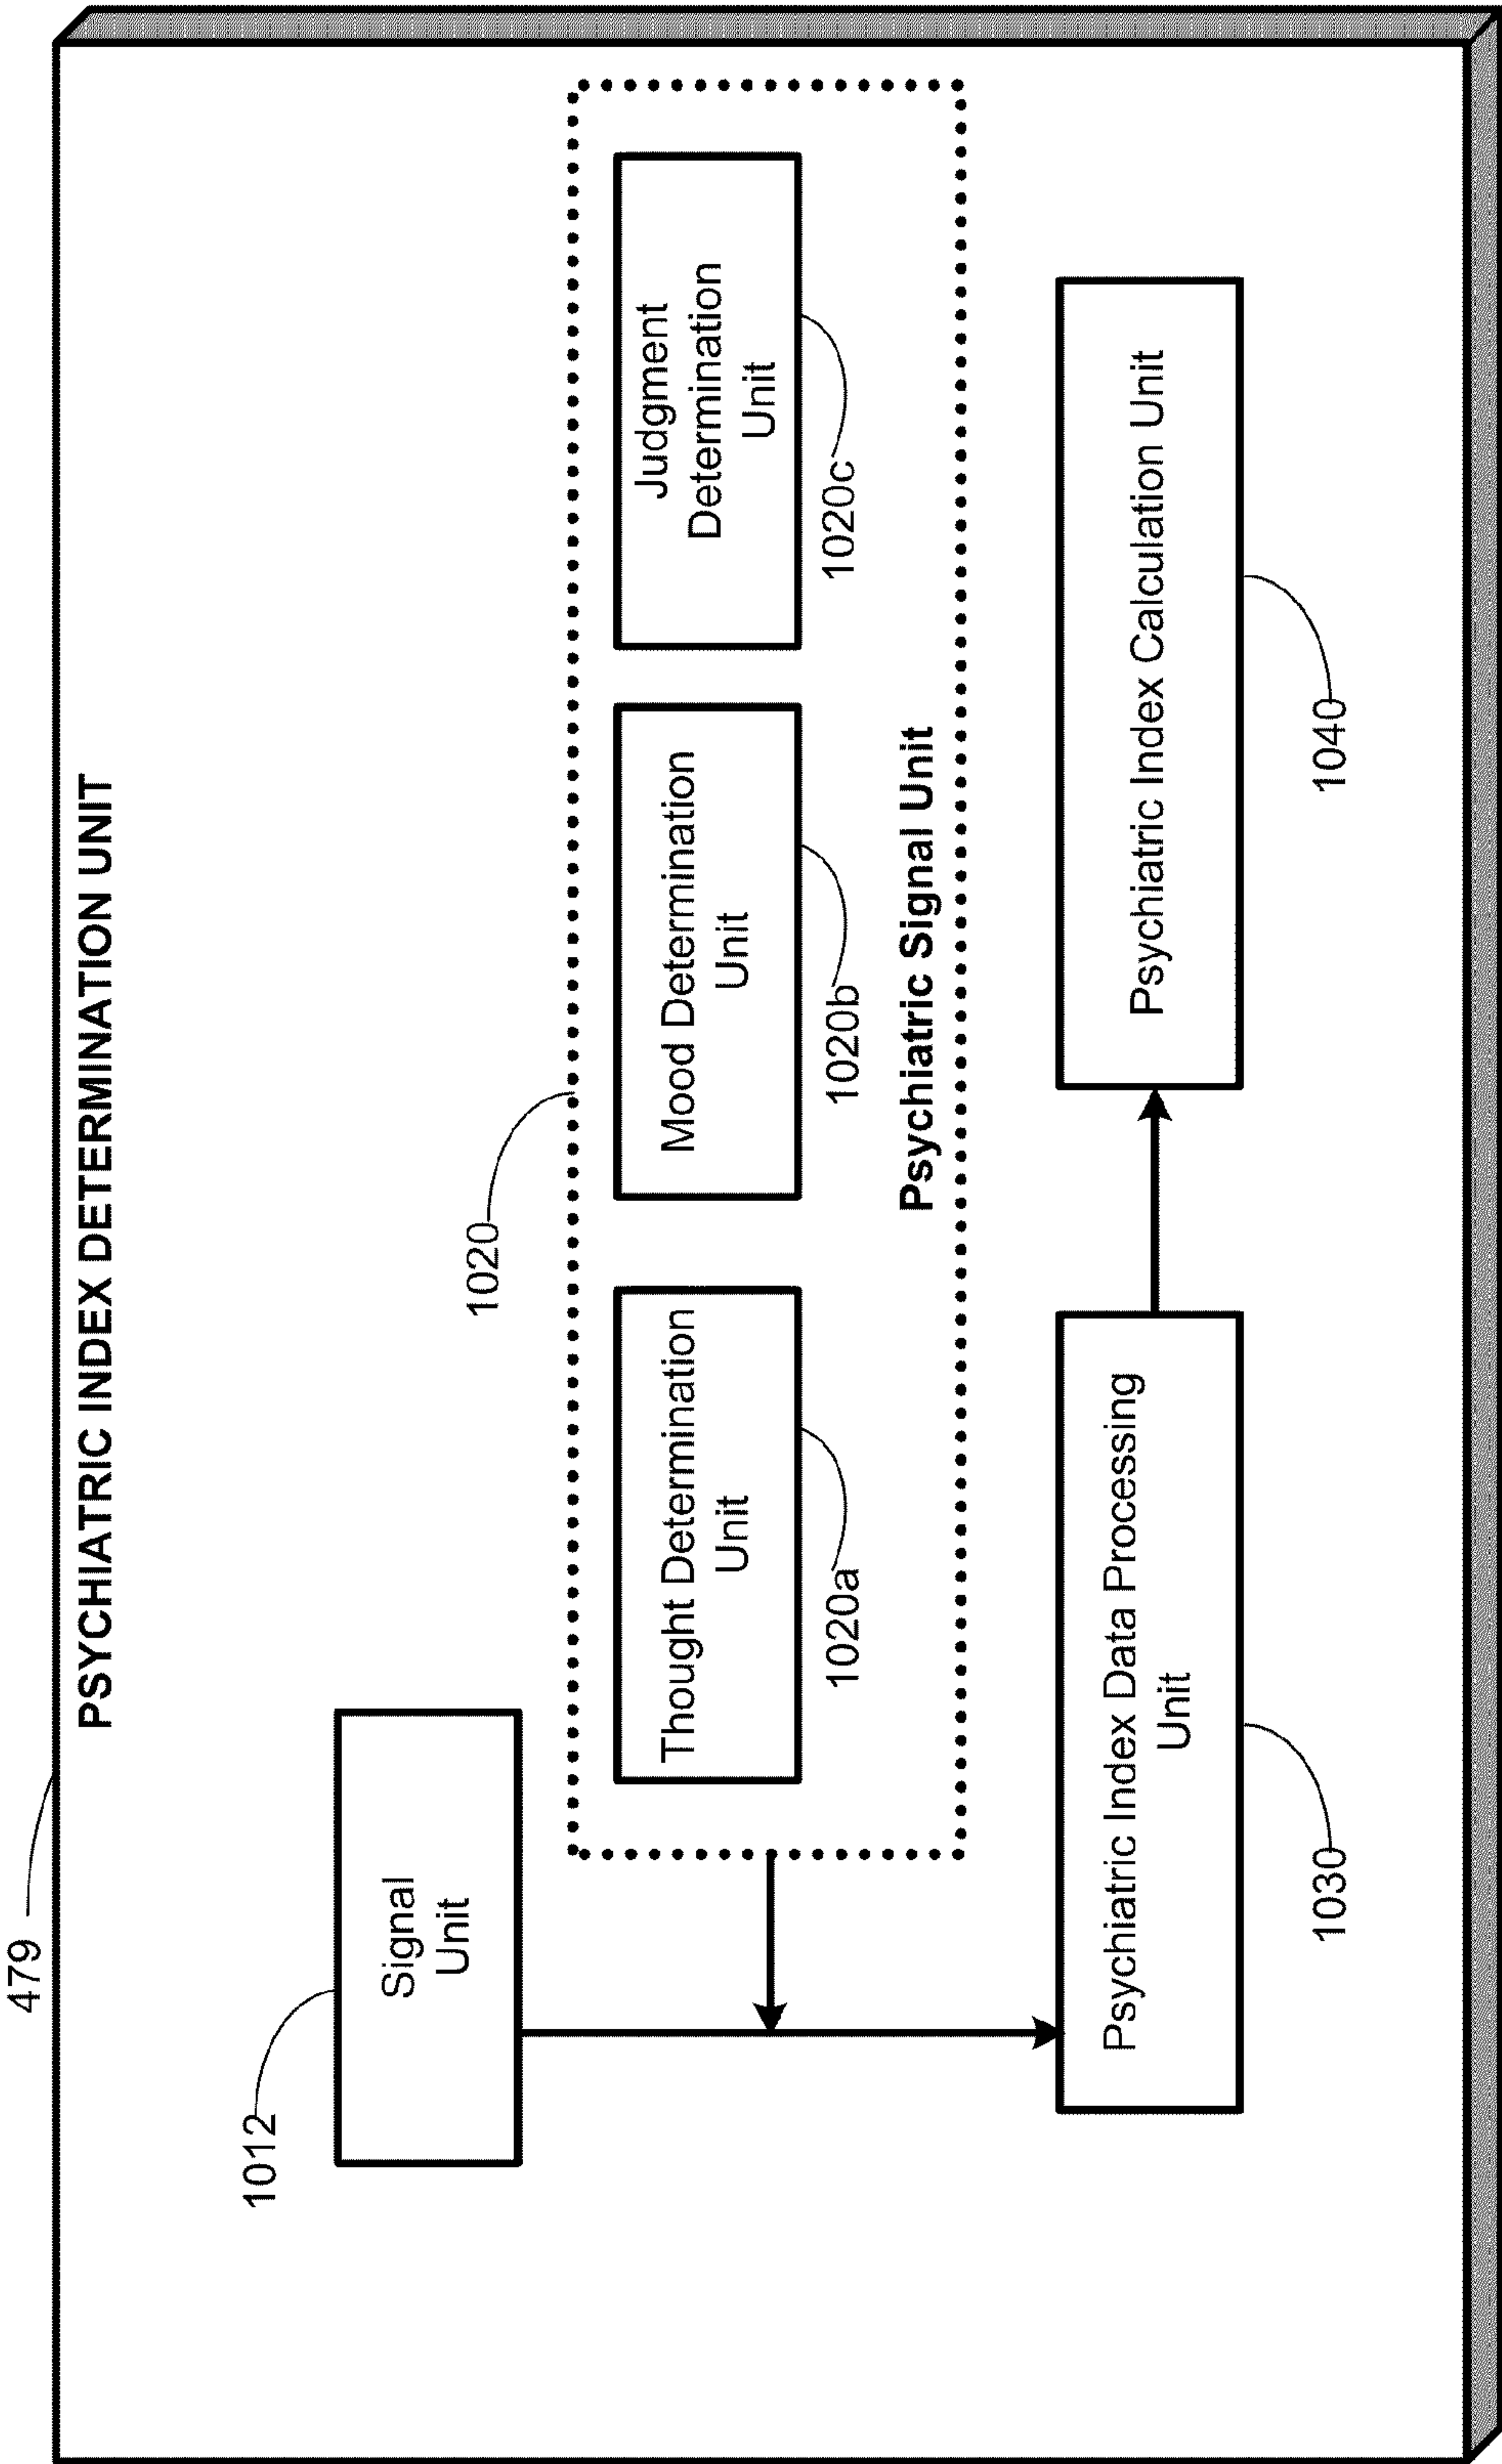 479
PSYCHIATRIC INDEX DETERMINATION UNIT
1012
Signal
Unit
1020
Thought Determination
Unit
1020a
Mood Determination
Unit
1020b
Judgment
Determination
Unit
1020c
Psychiatric Signal Unit
Psychiatric Index Data Processing
Unit
1030
Psychiatric Index Calculation Unit
1040